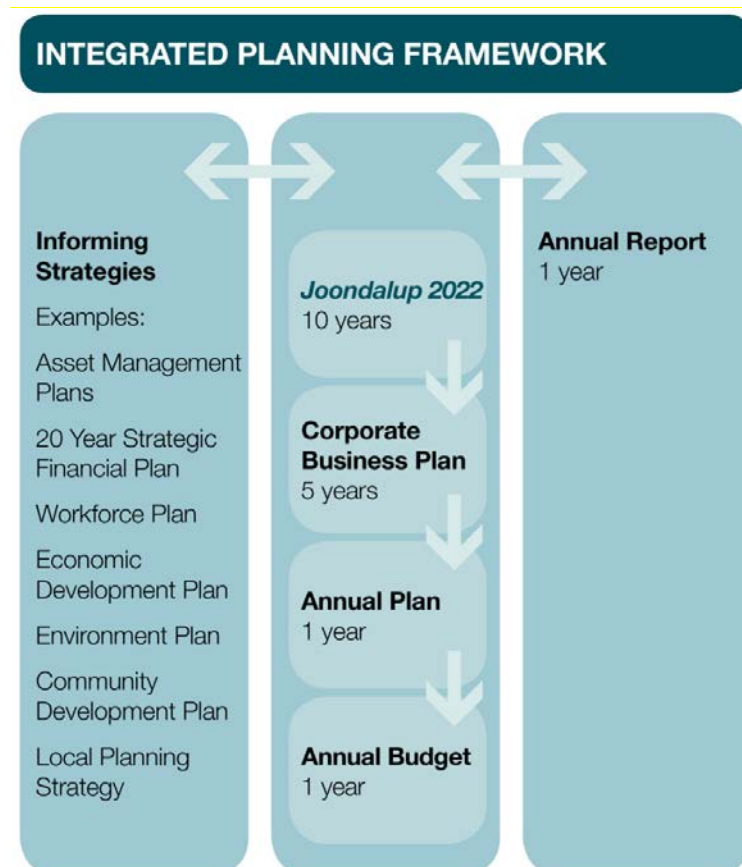 INTEGRATED PLANNING FRAMEWORK
Informing
Strategies
Examples:
Asset Management
Plans
20 Year Strategic
Financial Plan
Workforce Plan
Economic
Development Plan
Environment Plan
Community
Development Plan
Local Planning
Strategy
Joondalup 2022
10 years
Corporate
Business Plan
5 years
Annual Plan
1 year
Annual Budget
1 year
Annual Report
1 year